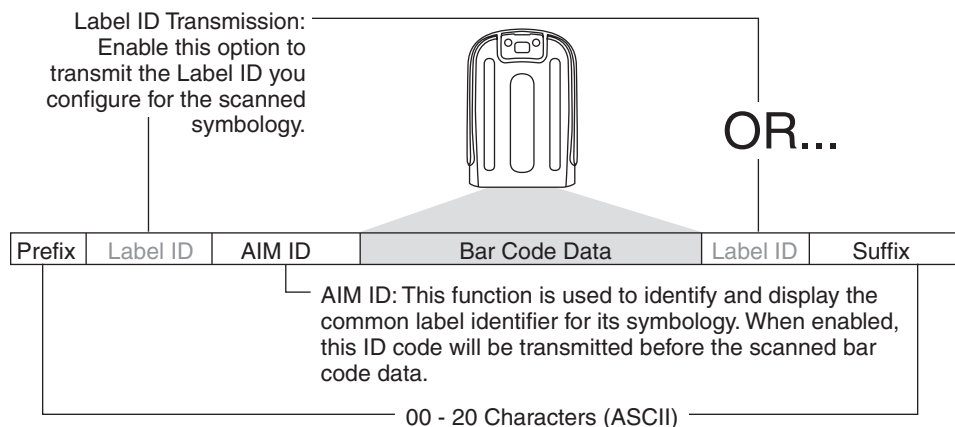 Label ID Transmission:
Enable this option to
transmit the Label ID you
configure for the scanned
symbology.
OR...
Prefix Label ID AIM ID Bar Code Data Label ID Suffix
AIM ID: This function is used to identify and display the
common label identifier for its symbology. When enabled,
this ID code will be transmitted before the scanned bar
code data.
00 - 20 Characters (ASCII)